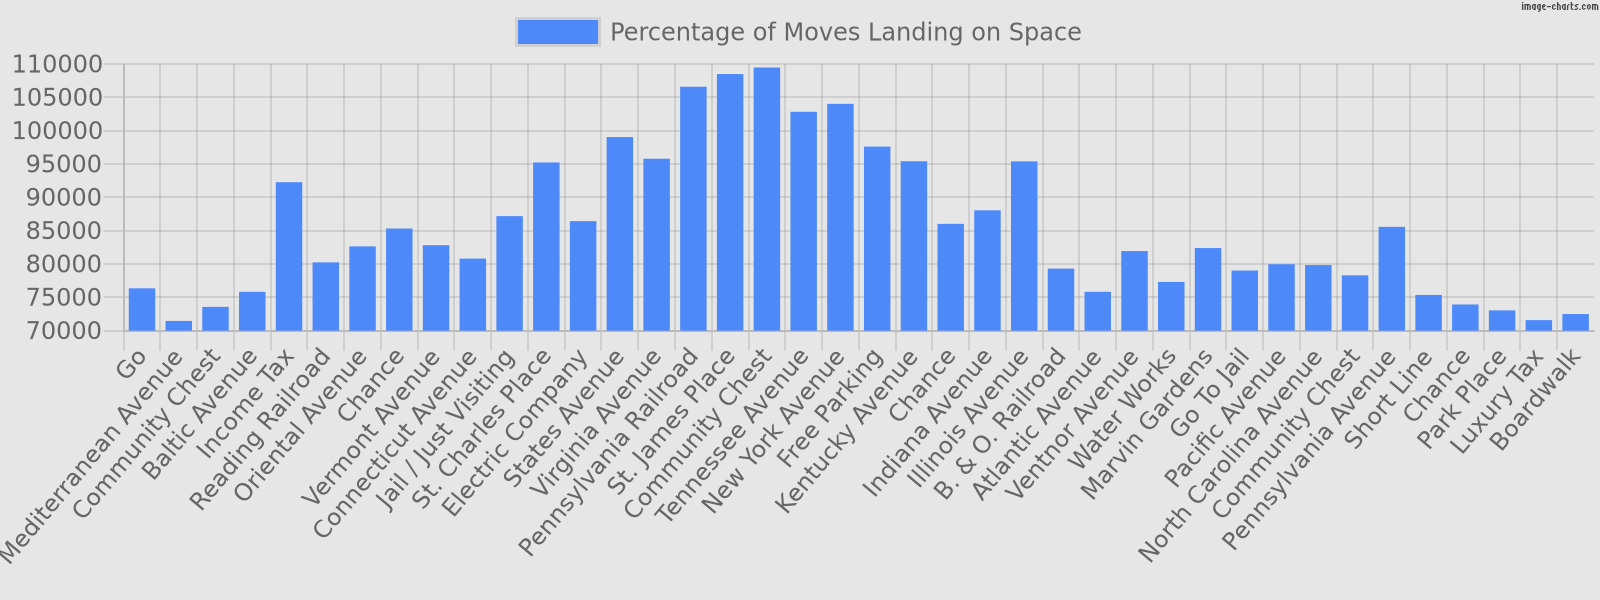 image-charts.com
Percentage of Moves Landing on Space
110000
105000
100000
95000
90000
85000
80000
75000
70000
Go
Mediterranean Avenue
Community Chest
Baltic Avenue
Income Tax
Reading Railroad
Oriental Avenue
Chance
Vermont Avenue
Connecticut Avenue
Jail / Just Visiting
St. Charles Place
Electric Company
States Avenue
Virginia Avenue
Pennsylvania Railroad
St. James Place
Community Chest
Tennessee Avenue
New York Avenue
Free Parking
Kentucky Avenue
Chance
Indiana Avenue
Illinois Avenue
B. & O. Railroad
Atlantic Avenue
Ventnor Avenue
Water Works
Marvin Gardens
Go To Jail
Pacific Avenue
North Carolina Avenue
Community Chest
Pennsylvania Avenue
Short Line
Chance
Park Place
Luxury Tax
Boardwalk